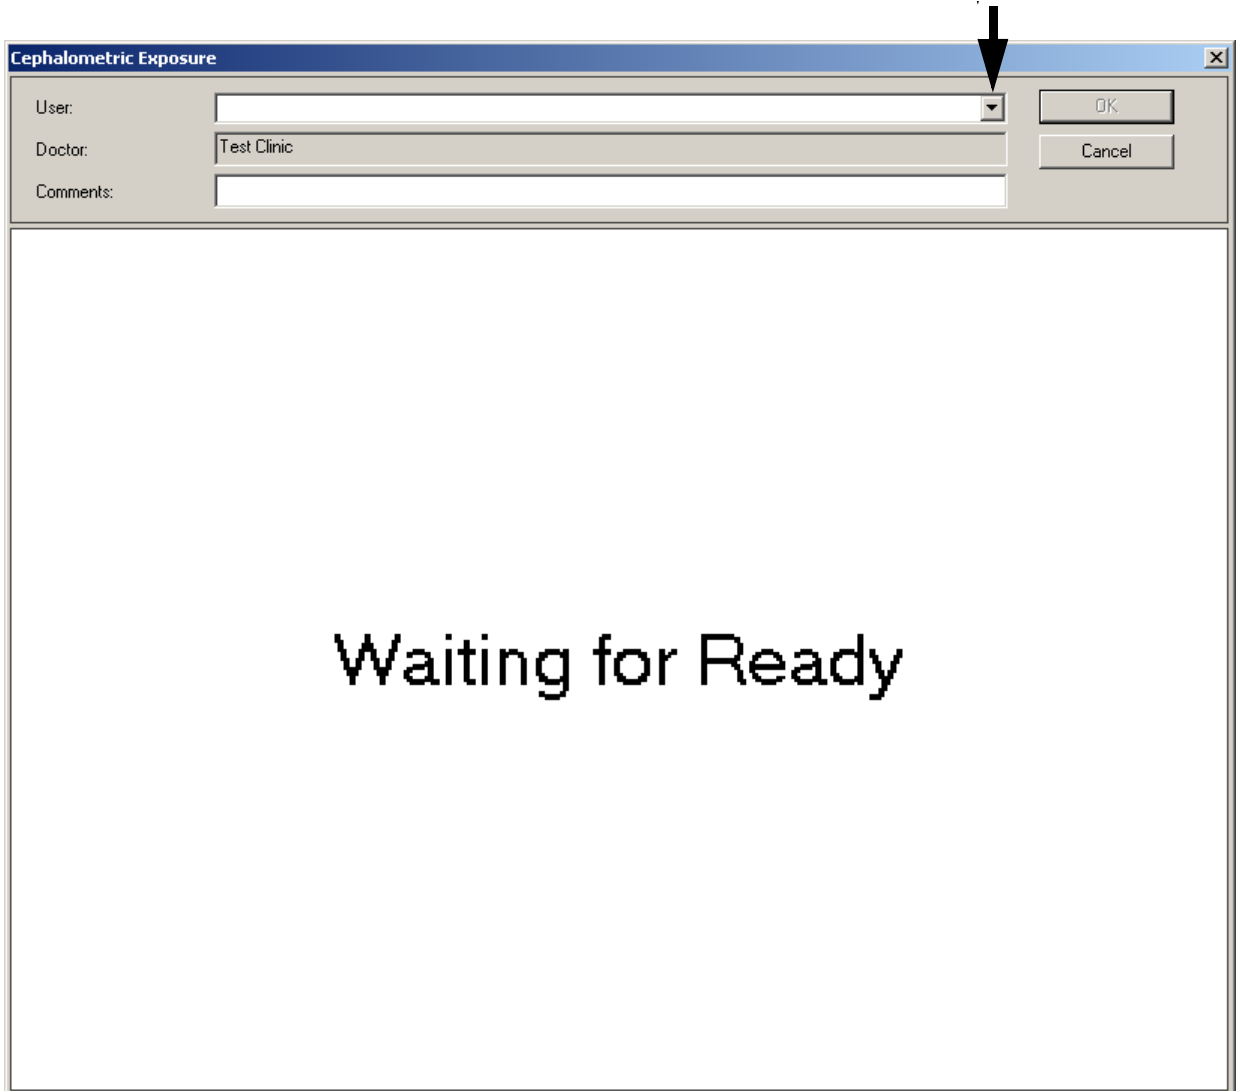 Cephalometric Exposure
User:
OK
Doctor:
Test Clinic
Cancel
Comments:
Waiting for Ready